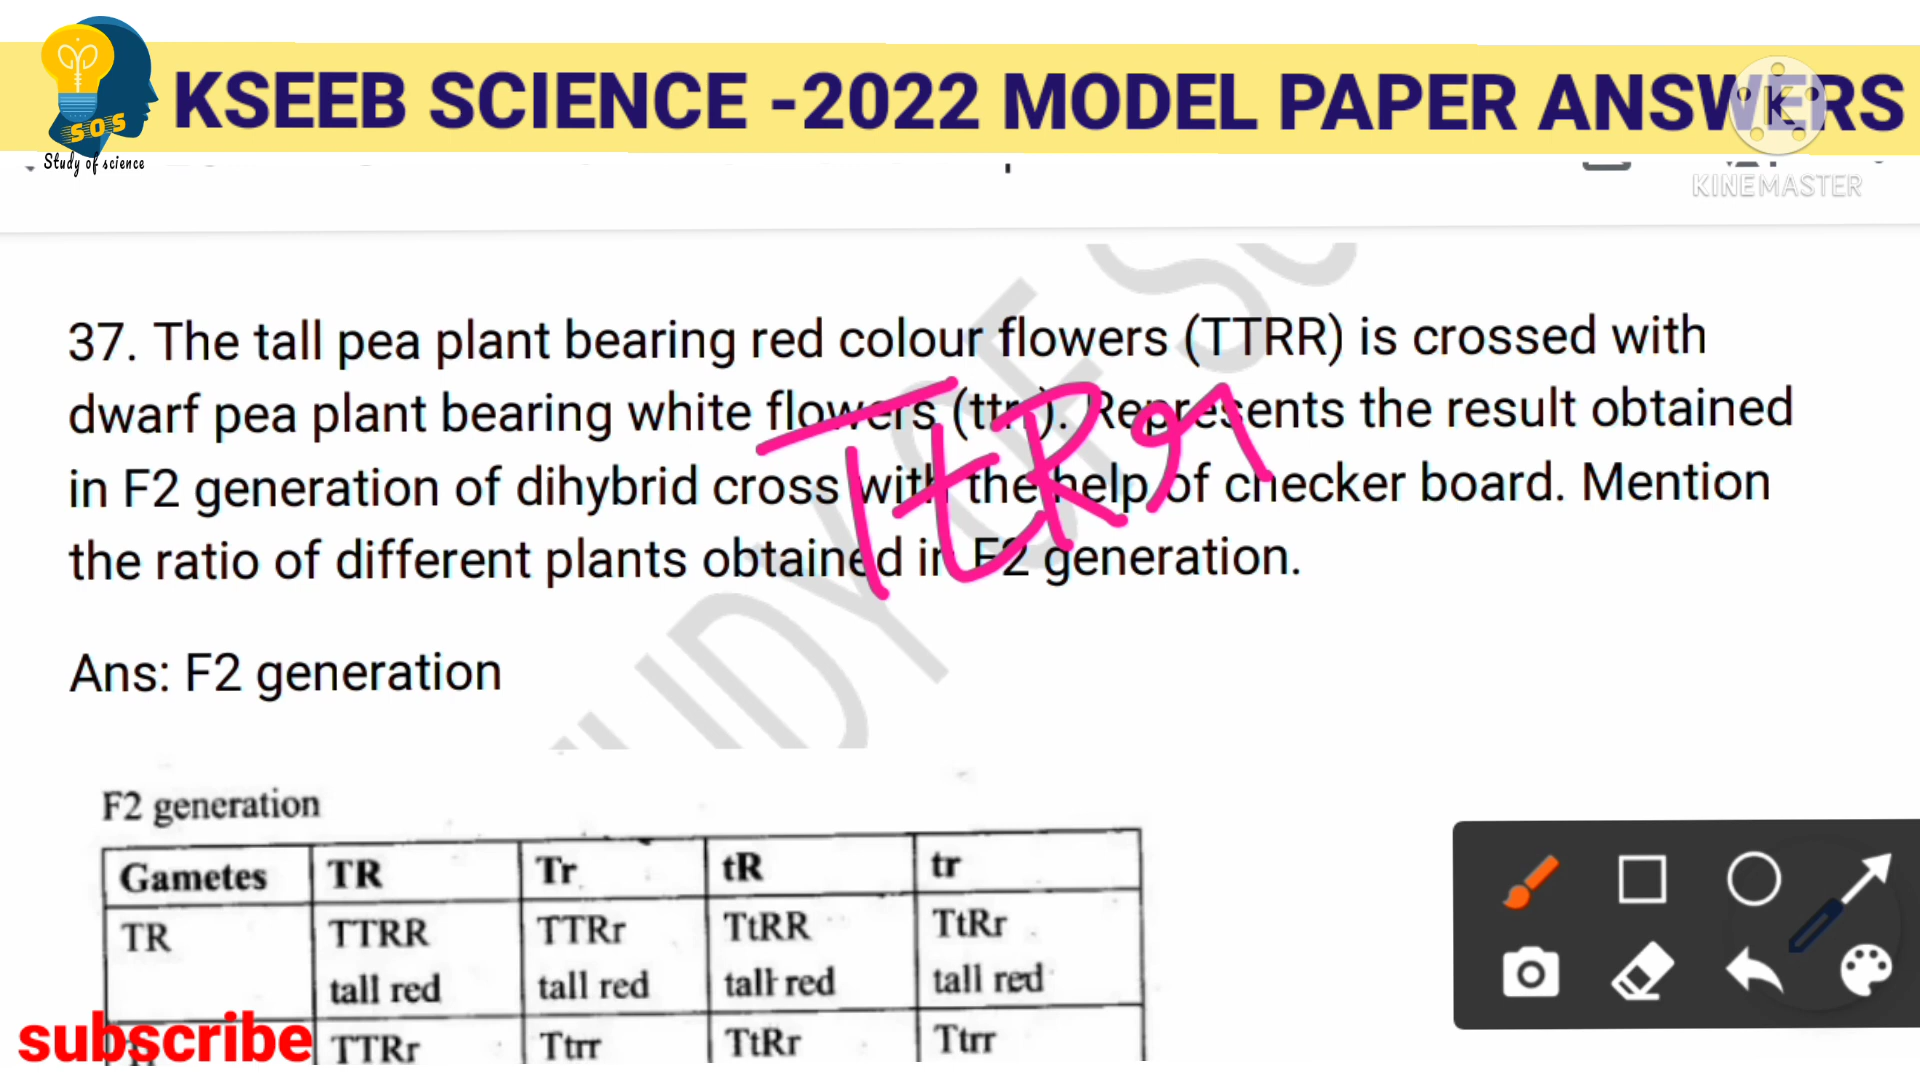 KSEEB SCIENCE -2022 MODEL PAPER ANSWERS
SOS
Study of science
K
KINEMASTER
37. The tall pea plant bearing red colour flowers (TTRR) is crossed with
dwarf pea plant bearing white flowers (ttrr). Represents the result obtained
in F2 generation of dihybrid cross with the help of checker board. Mention
the ratio of different plants obtained in F2 generation.
TtRr
Ans: F2 generation
F2 generation
Gametes TR Tr tR tr
TR TTRR TTRr TtRR TtRr
tall red tall red tall red tall red
TTRr Ttrr TtRr Ttrr
subscribe